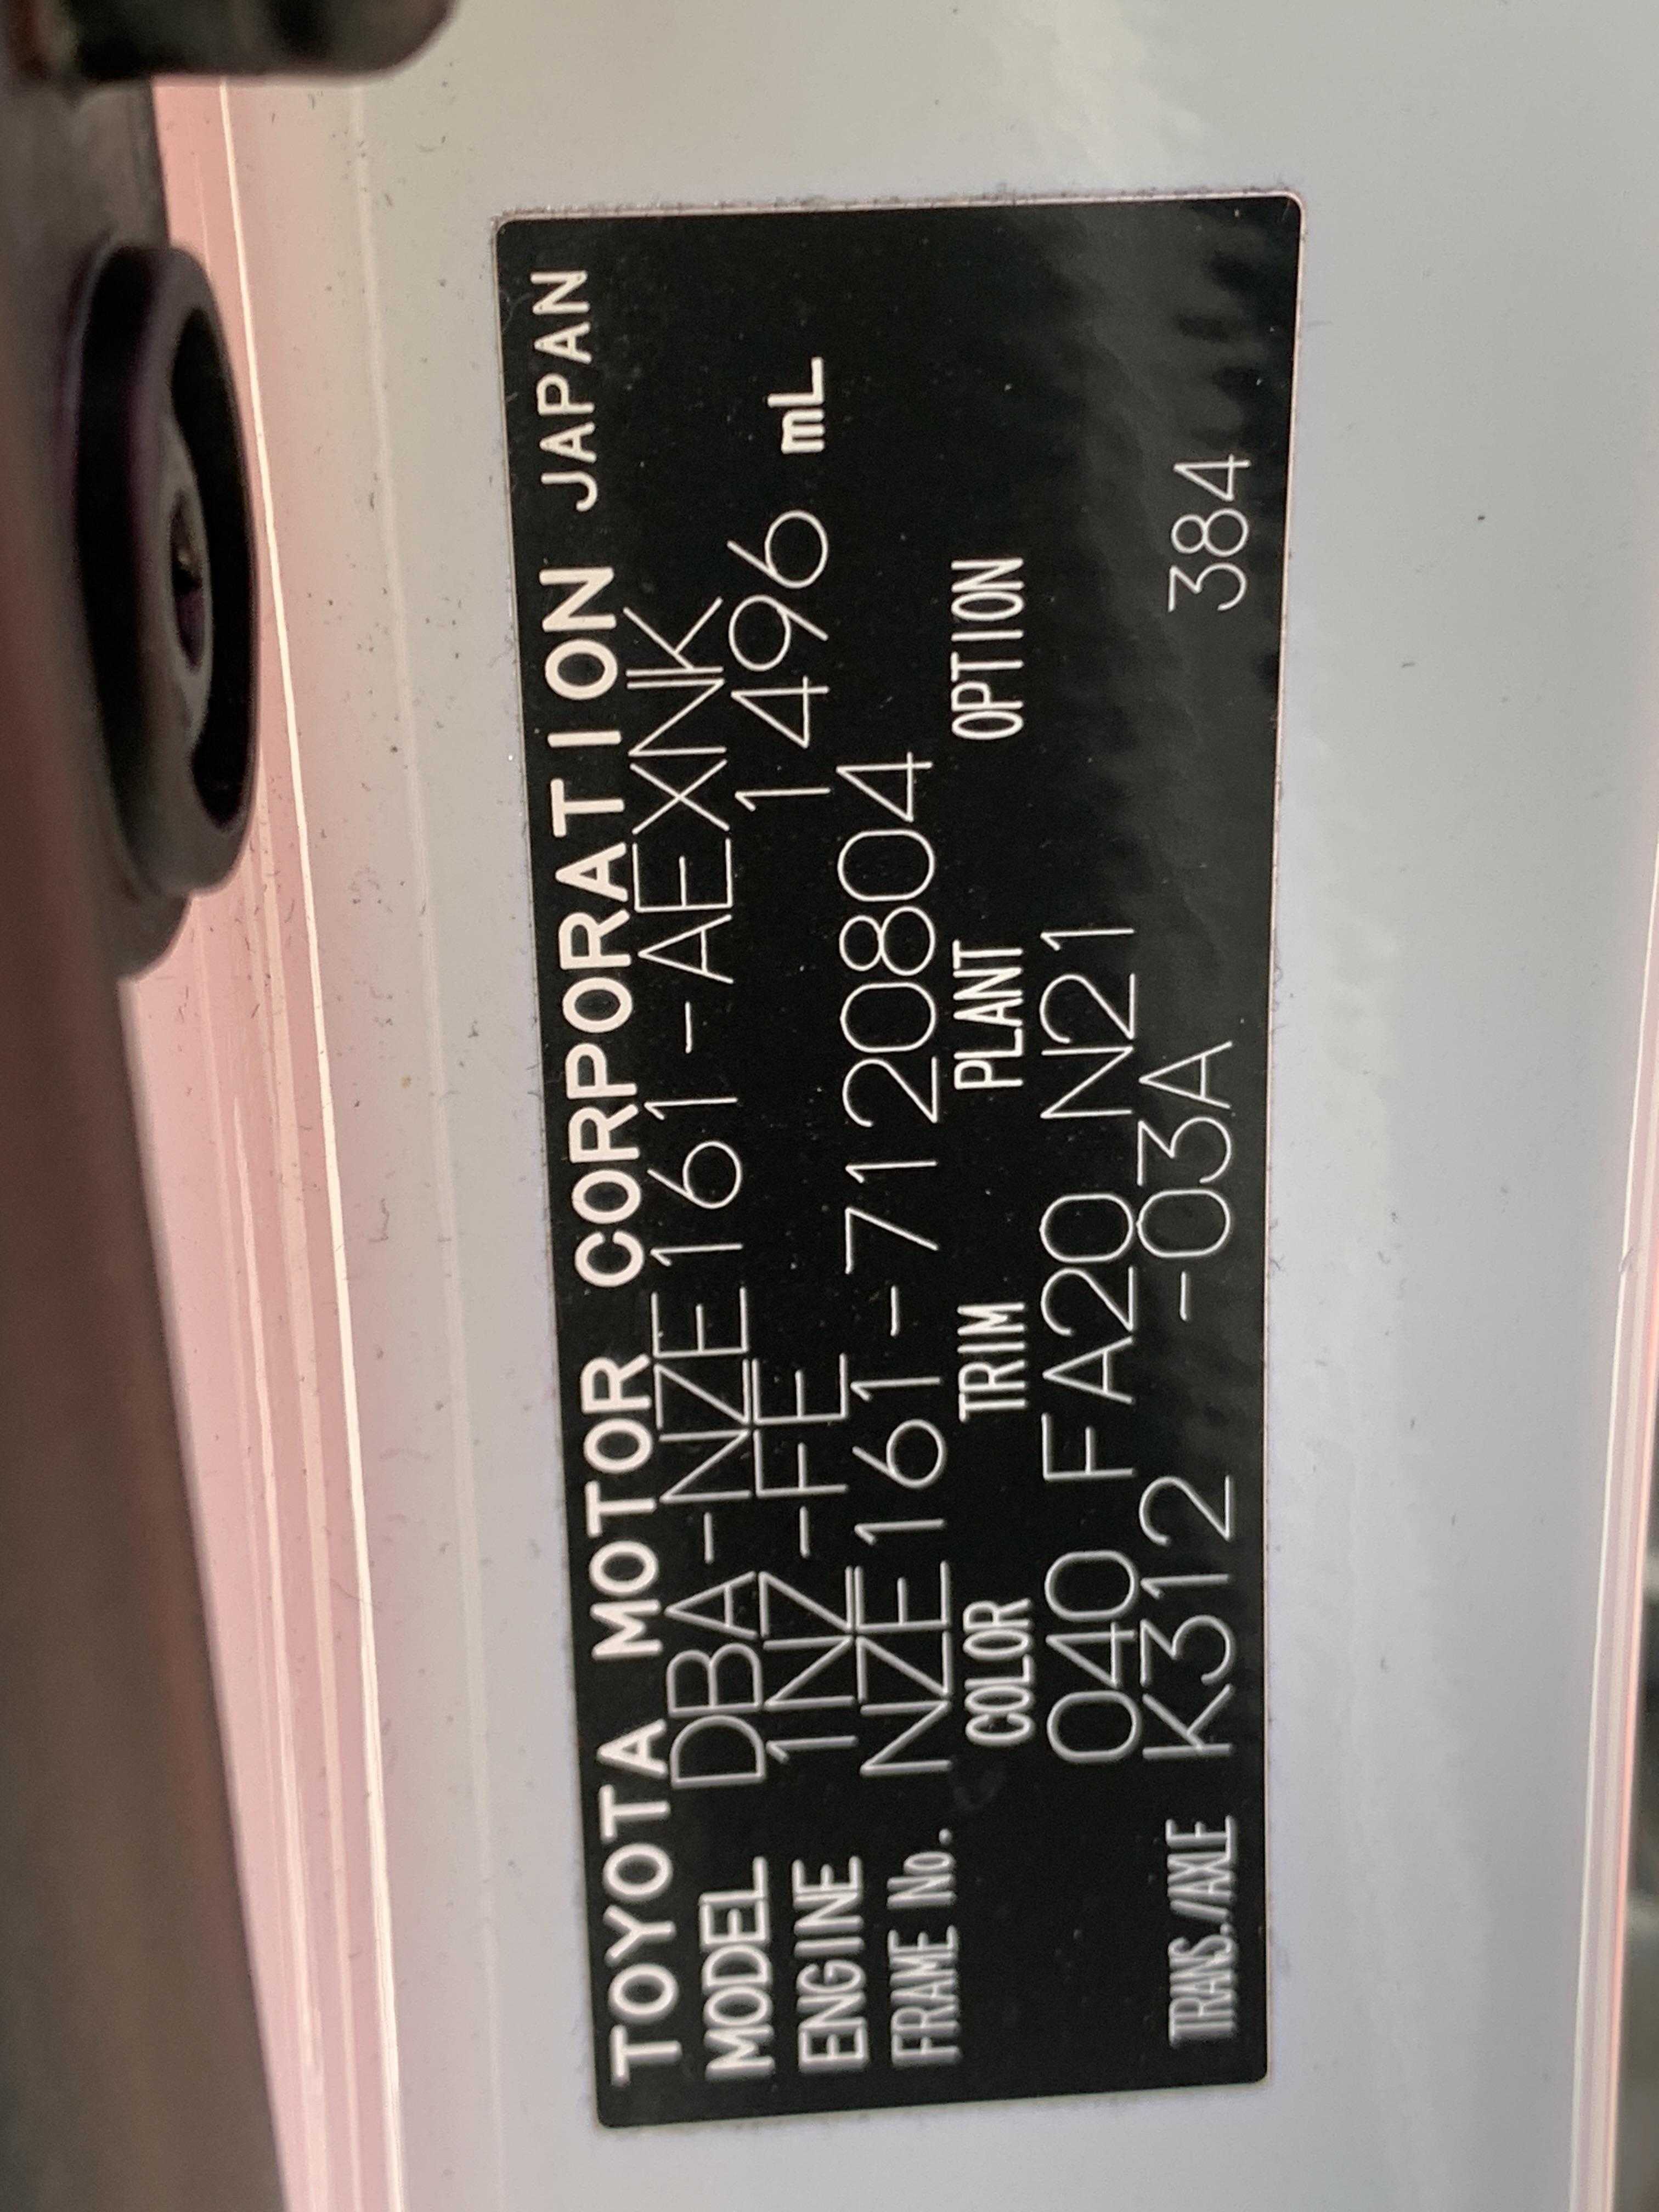 TOYOTA MOTOR CORPORATION JAPAN
MODEL DBA-NZE161-AEXNK
ENGINE 1NZ-FE 1496 mL
FRAME No. NZE161-7120804
COLOR TRIM PLANT OPTION
040 FA20 N21
TRANS./AXLE K312 -03A 384